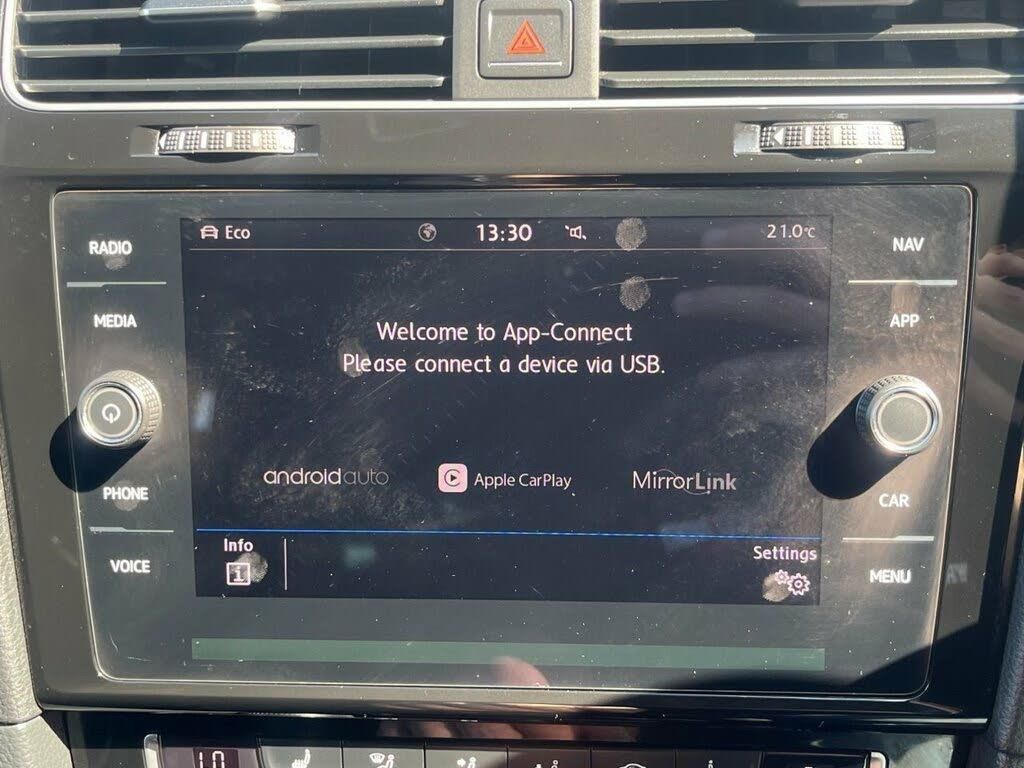 Eco 13:30 21.0°C
RADIO
MEDIA
PHONE
VOICE
Welcome to App-Connect
Please connect a device via USB.
androidauto Apple CarPlay MirrorLink
Info Settings
i
NAV
APP
CAR
MENU